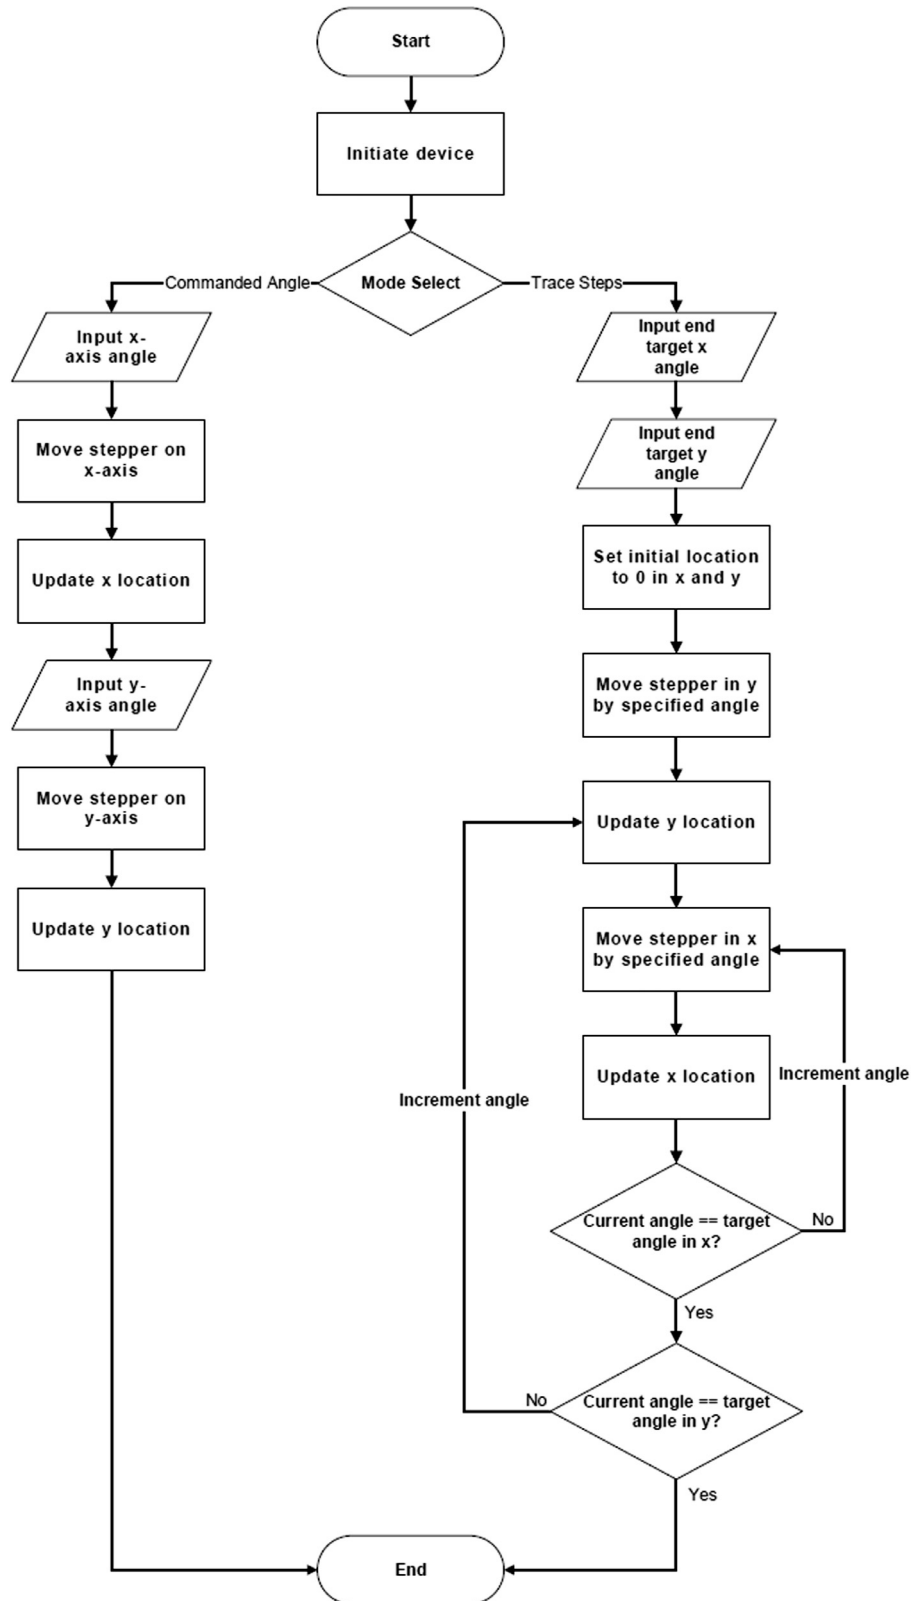 Start
Initiate device
Mode Select
Commanded Angle
Trace Steps
Input x-
axis angle
Move stepper on
x-axis
Update x location
Input y-
axis angle
Move stepper on
y-axis
Update y location
Input end
target x
angle
Input end
target y
angle
Set initial location
to 0 in x and y
Move stepper in y
by specified angle
Update y location
Move stepper in x
by specified angle
Update x location
Increment angle
Increment angle
Current angle == target
angle in x?
No
Yes
Current angle == target
angle in y?
No
Yes
End